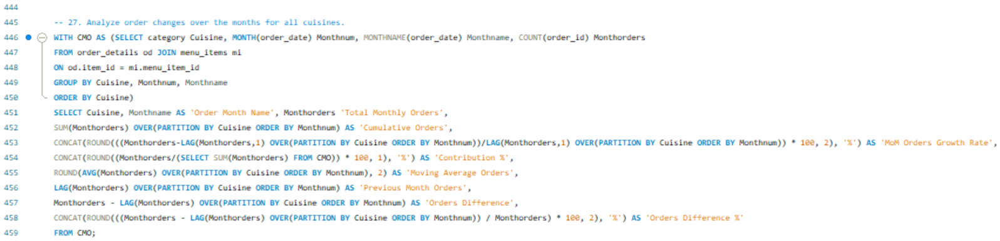 444
445 -- 27. Analyze order changes over the months for all cuisines.
446 WITH CMO AS (SELECT category Cuisine, MONTH(order_date) Monthnum, MONTHNAME(order_date) Monthname, COUNT(order_id) Monthorders
447 FROM order_details od JOIN menu_items mi
448 ON od.item_id = mi.menu_item_id
449 GROUP BY Cuisine, Monthnum, Monthname
450 ORDER BY Cuisine)
451 SELECT Cuisine, Monthname AS 'Order Month Name', Monthorders 'Total Monthly Orders',
452 SUM(Monthorders) OVER(PARTITION BY Cuisine ORDER BY Monthnum) AS 'Cumulative Orders',
453 CONCAT(ROUND(((Monthorders-LAG(Monthorders,1) OVER(PARTITION BY Cuisine ORDER BY Monthnum))/LAG(Monthorders,1) OVER(PARTITION BY Cuisine ORDER BY Monthnum)) * 100, 2), '%') AS 'MoM Orders Growth Rate',
454 CONCAT(ROUND((Monthorders/(SELECT SUM(Monthorders) FROM CMO)) * 100, 1), '%') AS 'Contribution %',
455 ROUND(AVG(Monthorders) OVER(PARTITION BY Cuisine ORDER BY Monthnum), 2) AS 'Moving Average Orders',
456 LAG(Monthorders) OVER(PARTITION BY Cuisine ORDER BY Monthnum) AS 'Previous Month Orders',
457 Monthorders - LAG(Monthorders) OVER(PARTITION BY Cuisine ORDER BY Monthnum) AS 'Orders Difference',
458 CONCAT(ROUND(((Monthorders - LAG(Monthorders) OVER(PARTITION BY Cuisine ORDER BY Monthnum)) / Monthorders) * 100, 2), '%') AS 'Orders Difference %'
459 FROM CMO;